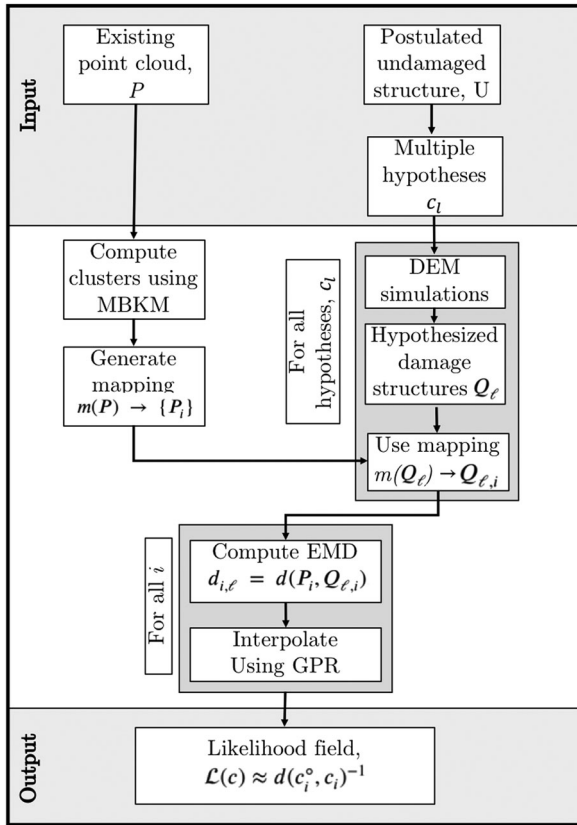 Input
Existing
point cloud,
P
Postulated
undamaged
structure, U
Multiple
hypotheses
c_l
Compute
clusters using
MBKM
Generate
mapping
m(P) → {P_i}
For all
hypotheses, c_l
DEM
simulations
Hypothesized
damage
structures Q_ℓ
Use mapping
m(Q_ℓ) → Q_ℓ,i
For all i
Compute EMD
d_i,ℓ = d(P_i, Q_ℓ,i)
Interpolate
Using GPR
Output
Likelihood field,
ℒ(c) ≈ d(c_i°, c_i)⁻¹